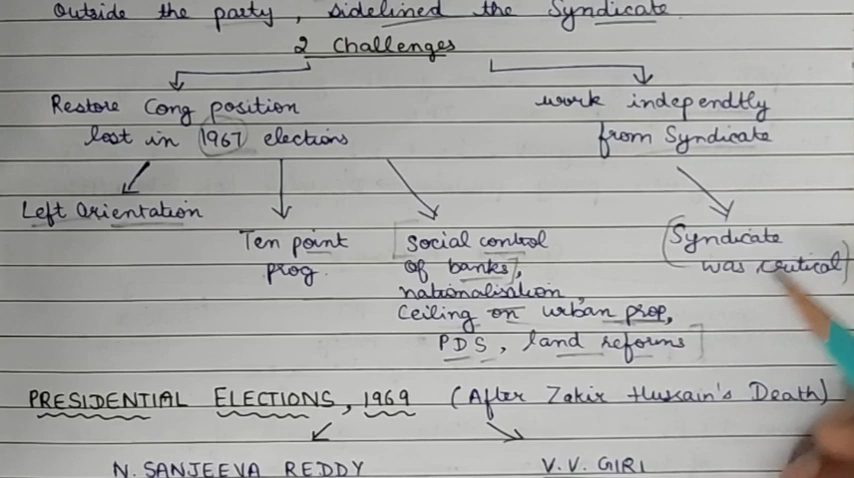 Outside the party, sidelined the Syndicate
2 Challenges
Restore Cong position
lost in 1967 elections
work independtly
from Syndicate
Left Orientation
Ten point
prog.
[Social control
of banks],
nationalisation,
Ceiling on urban prop,
PDS, land reforms]
(Syndicate
was critical)
PRESIDENTIAL ELECTIONS, 1969 (After Zakir Hussain's Death)
N. SANJEEVA REDDY
V.V. GIRI